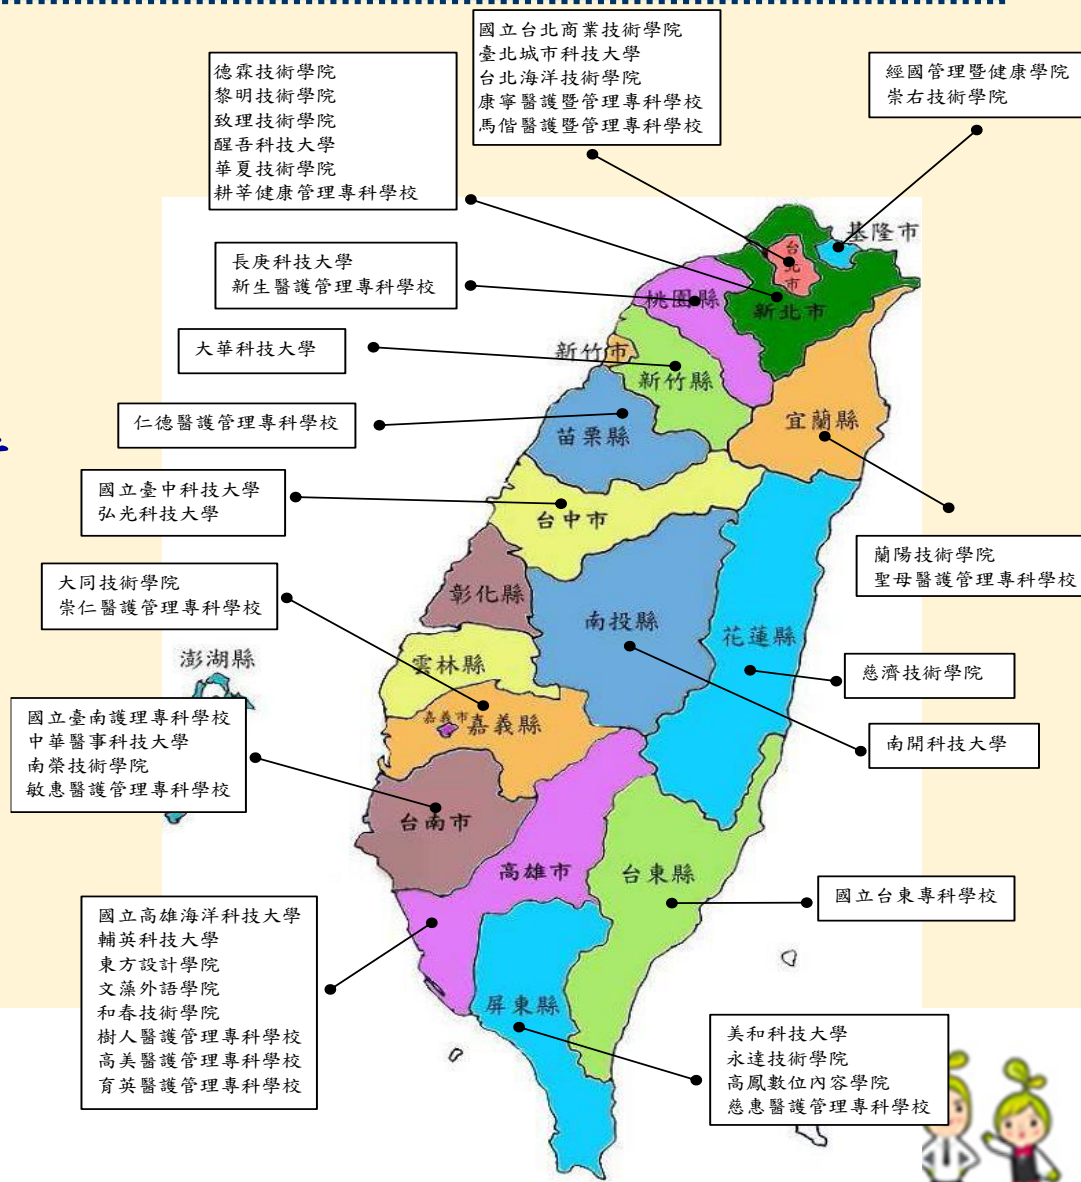 國立台北商業技術學院
臺北城市科技大學
台北海洋技術學院
康寧醫護暨管理專科學校
馬偕醫護暨管理專科學校
經國管理暨健康學院
崇右技術學院
德霖技術學院
黎明技術學院
致理技術學院
醒吾科技大學
華夏技術學院
耕莘健康管理專科學校
基隆市
台北市
新北市
長庚科技大學
新生醫護管理專科學校
桃園縣
大華科技大學
新竹市
新竹縣
宜蘭縣
仁德醫護管理專科學校
苗栗縣
國立臺中科技大學
弘光科技大學
台中市
蘭陽技術學院
聖母醫護管理專科學校
大同技術學院
崇仁醫護管理專科學校
彰化縣
南投縣
花蓮縣
澎湖縣
雲林縣
慈濟技術學院
嘉義市
嘉義縣
南開科技大學
國立臺南護理專科學校
中華醫事科技大學
南榮技術學院
敏惠醫護管理專科學校
台南市
高雄市
台東縣
國立台東專科學校
國立高雄海洋科技大學
輔英科技大學
東方設計學院
文藻外語學院
和春技術學院
樹人醫護管理專科學校
高美醫護管理專科學校
育英醫護管理專科學校
屏東縣
美和科技大學
永達技術學院
高鳳數位內容學院
慈惠醫護管理專科學校